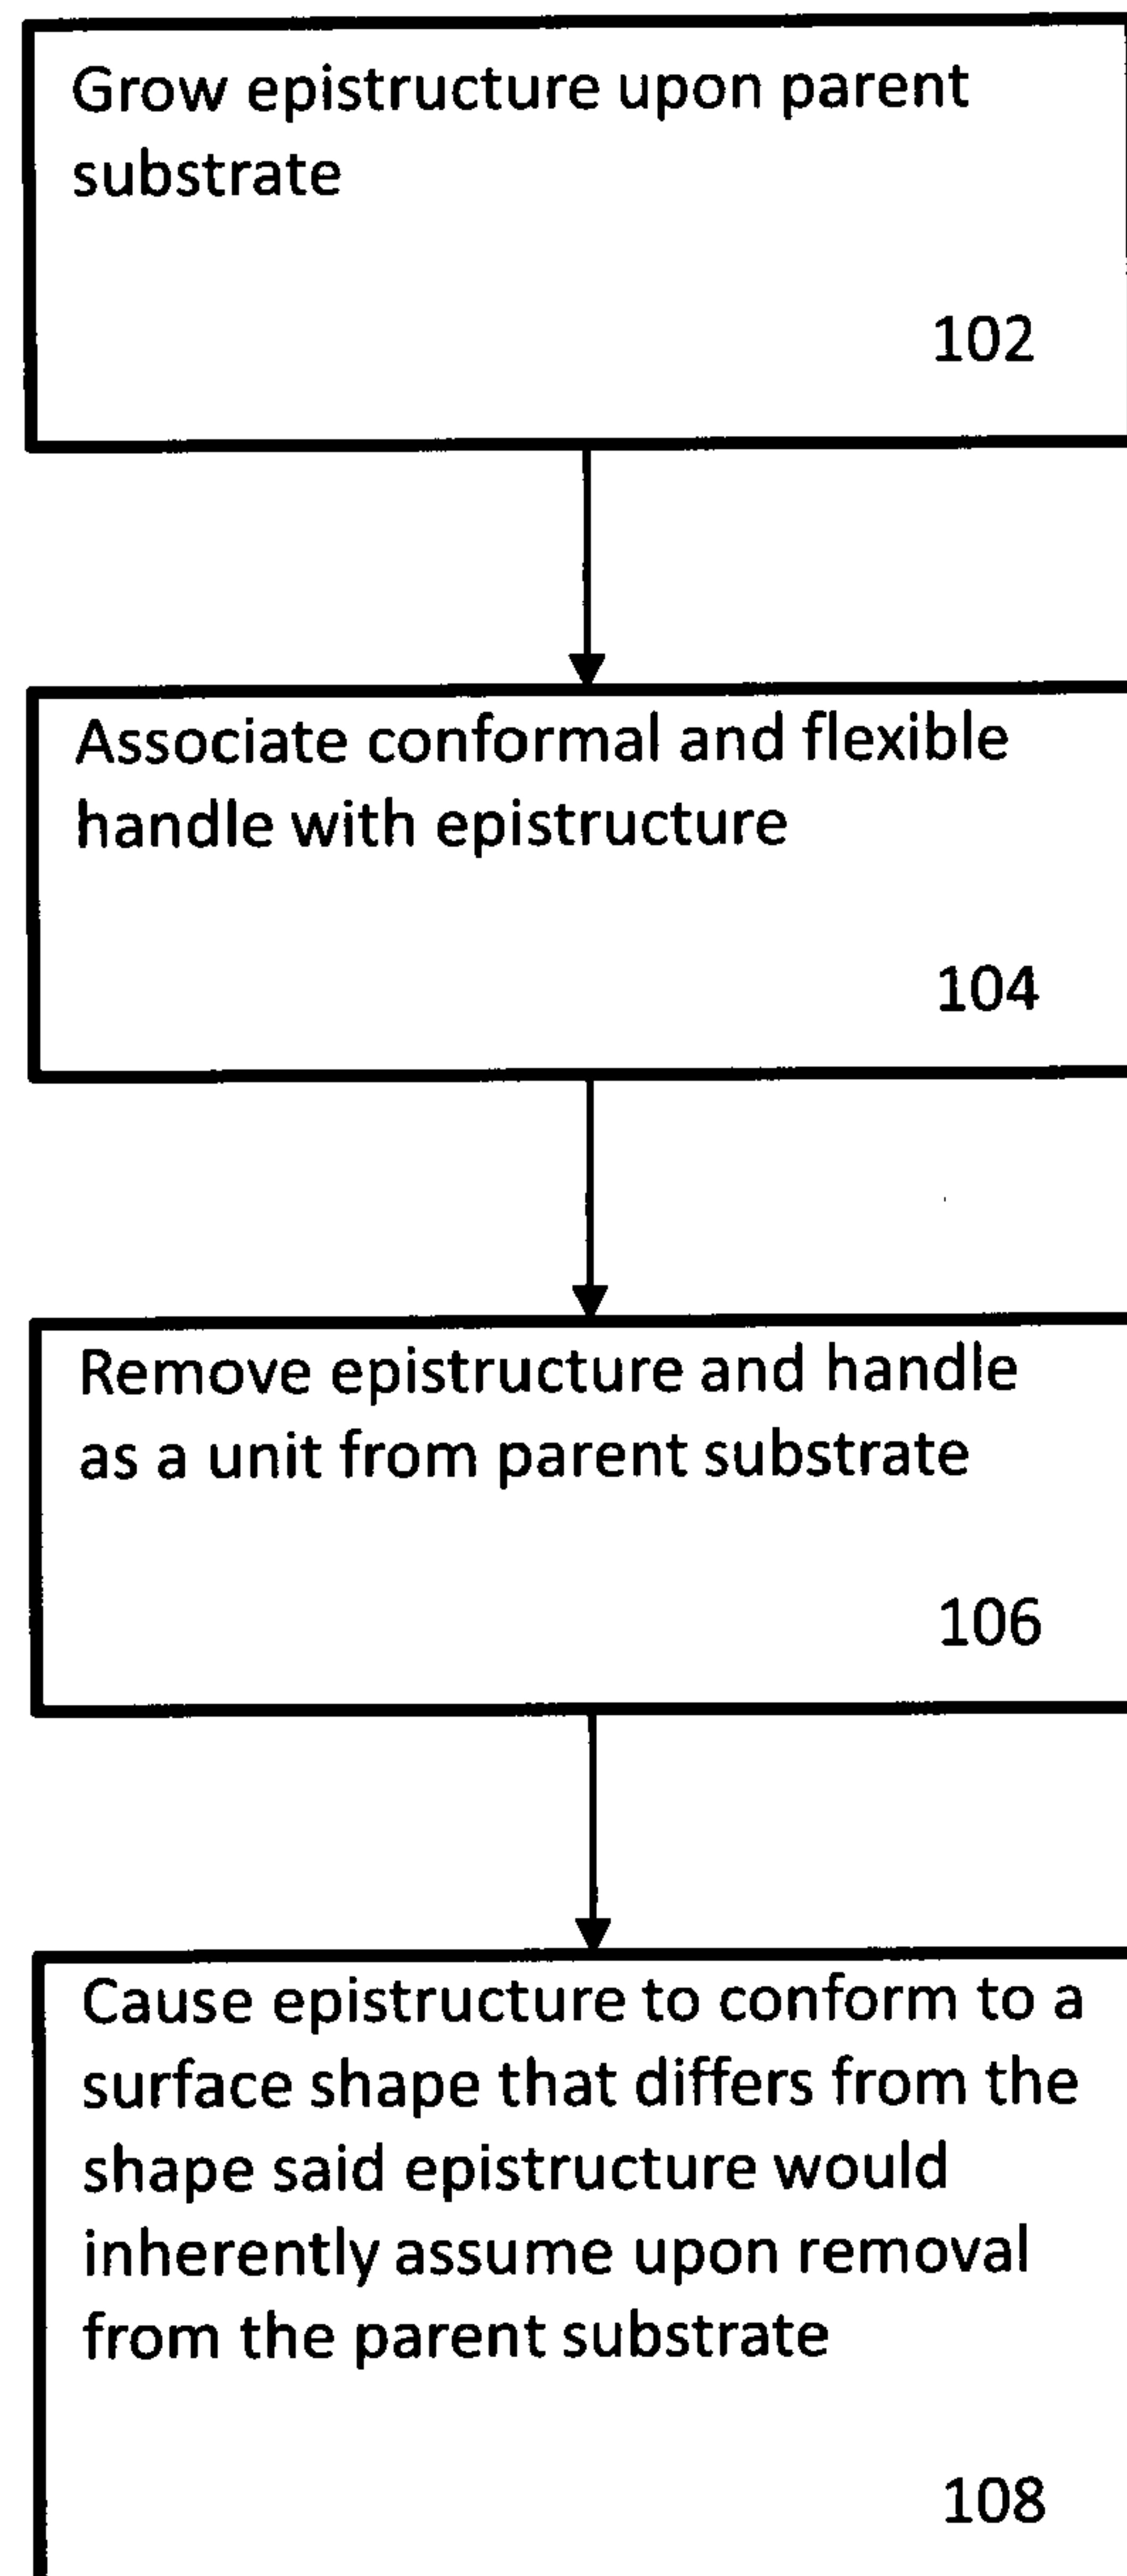 Grow epistructure upon parent
substrate
102
Associate conformal and flexible
handle with epistructure
104
Remove epistructure and handle
as a unit from parent substrate
106
Cause epistructure to conform to a
surface shape that differs from the
shape said epistructure would
inherently assume upon removal
from the parent substrate
108